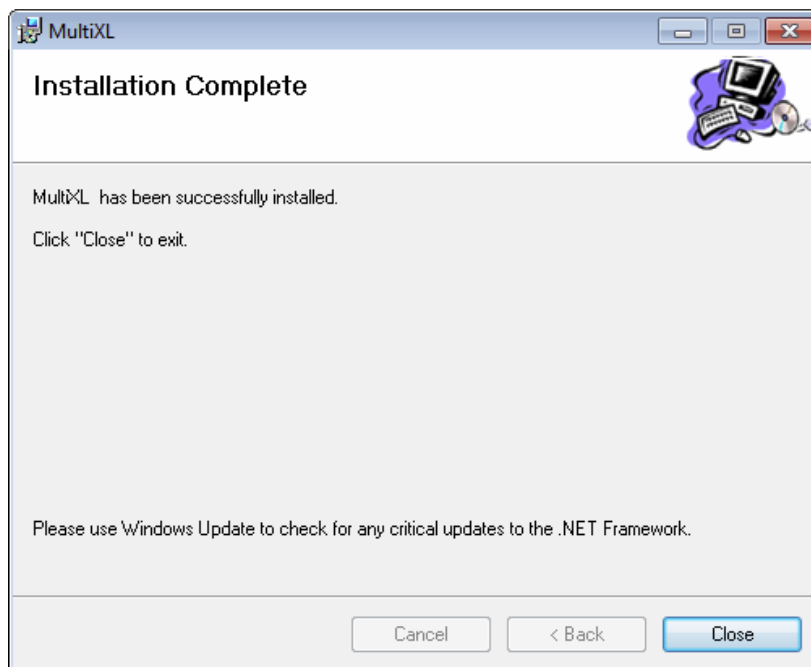 MultiXL
Installation Complete
MultiXL  has been successfully installed.
Click "Close" to exit.
Please use Windows Update to check for any critical updates to the .NET Framework.
Cancel
< Back
Close